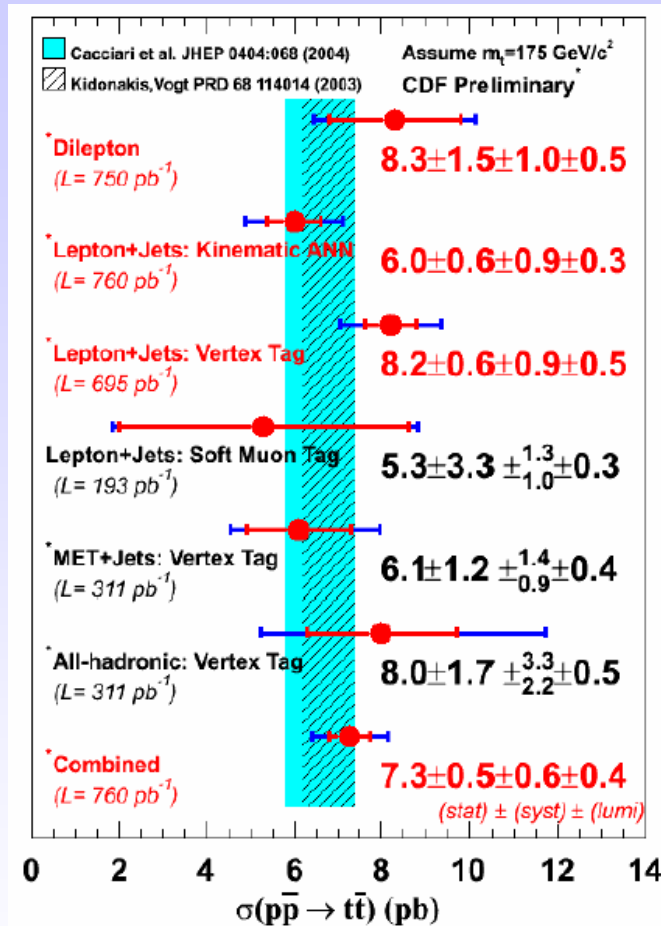 Cacciari et al. JHEP 0404:068 (2004)
Assume mₜ=175 GeV/c²
Kidonakis,Vogt PRD 68 114014 (2003)
CDF Preliminary*
*Dilepton
(L= 750 pb⁻¹)
8.3±1.5±1.0±0.5
*Lepton+Jets: Kinematic ANN
(L= 760 pb⁻¹)
6.0±0.6±0.9±0.3
*Lepton+Jets: Vertex Tag
(L= 695 pb⁻¹)
8.2±0.6±0.9±0.5
Lepton+Jets: Soft Muon Tag
(L= 193 pb⁻¹)
5.3±3.3 ±1.3 1.0 ±0.3
*MET+Jets: Vertex Tag
(L= 311 pb⁻¹)
6.1±1.2 ±1.4 0.9 ±0.4
*All-hadronic: Vertex Tag
(L= 311 pb⁻¹)
8.0±1.7 ±3.3 2.2 ±0.5
*Combined
(L= 760 pb⁻¹)
7.3±0.5±0.6±0.4
(stat) ± (syst) ± (lumi)
0 2 4 6 8 10 12 14
σ(pp̅ → tt̅) (pb)